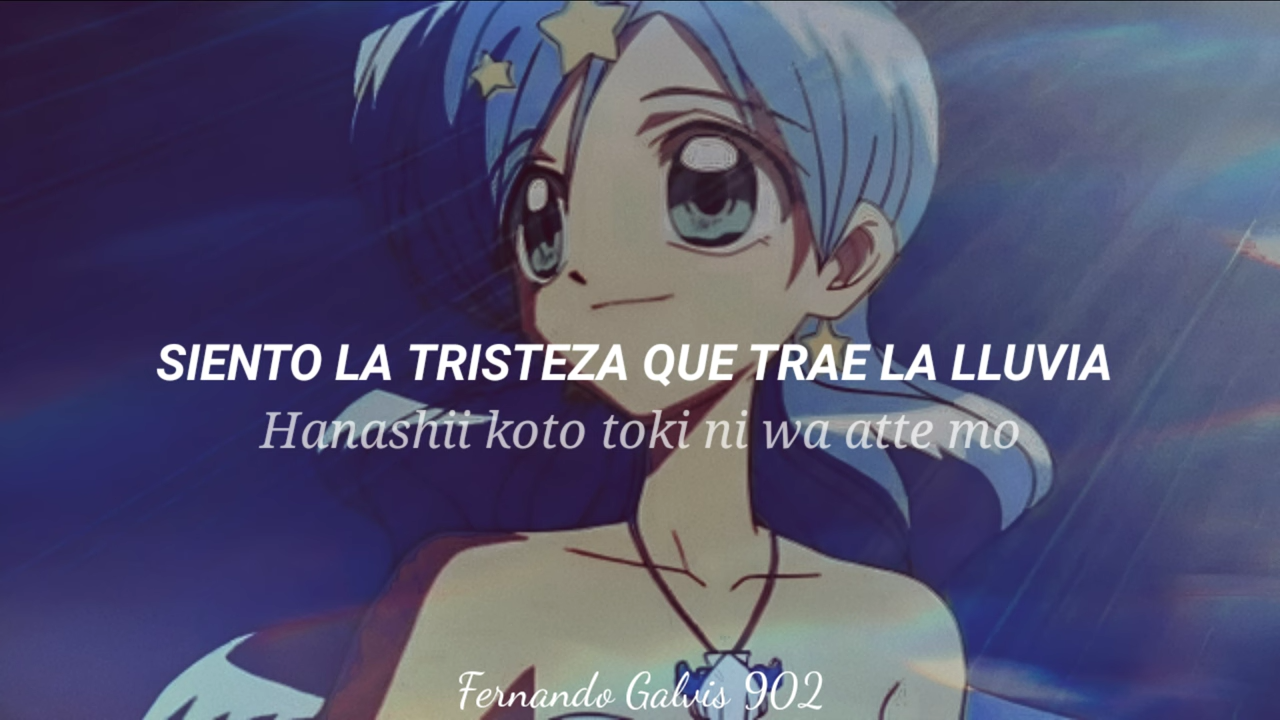 SIENTO LA TRISTEZA QUE TRAE LA LLUVIA
Hanashii koto toki ni wa atte mo
Fernando Galvis 902